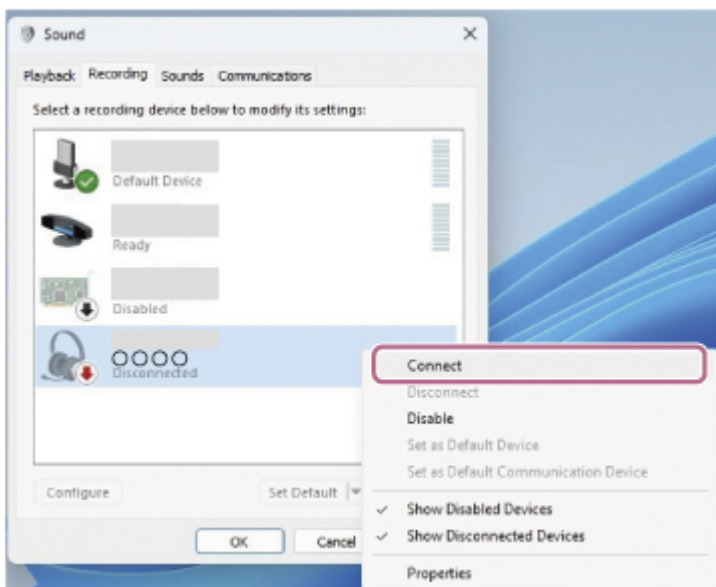 Sound
Playback Recording Sounds Communications
Select a recording device below to modify its settings:
Default Device
Ready
Disabled
○○○○
Disconnected
Connect
Disconnect
Disable
Set as Default Device
Set as Default Communication Device
Show Disabled Devices
Show Disconnected Devices
Properties
Configure Set Default
OK Cancel